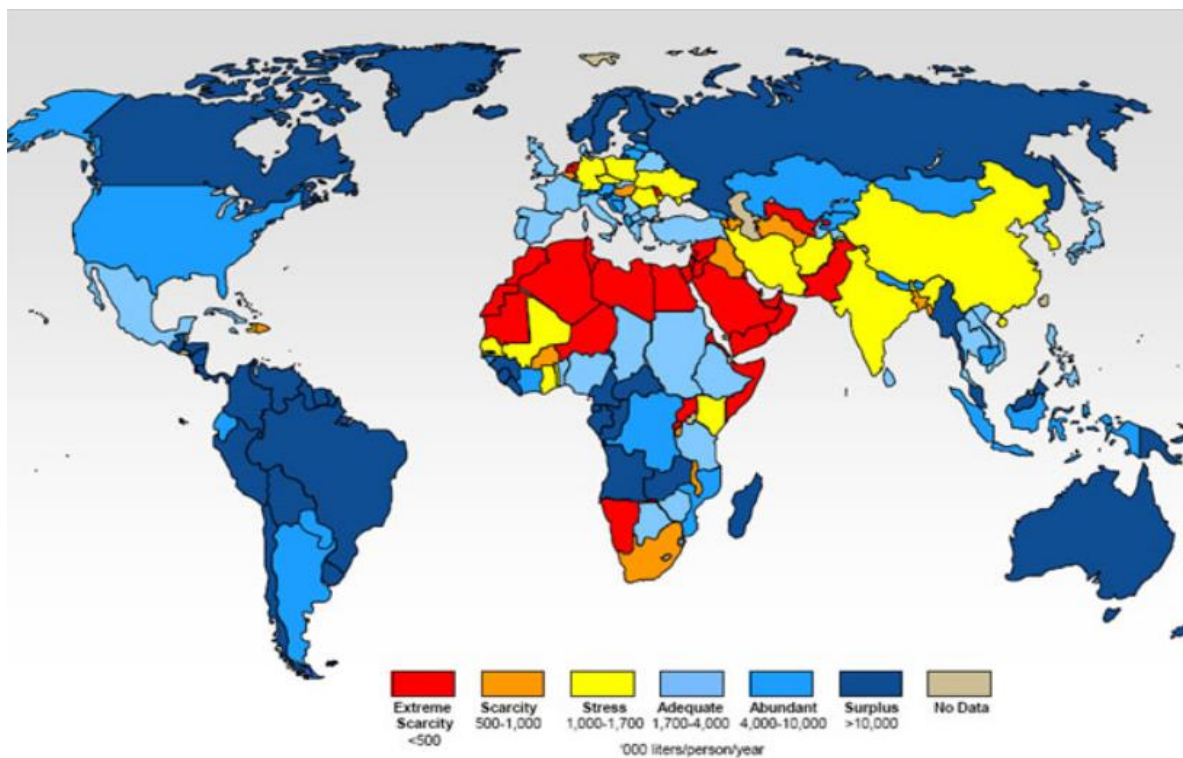 Extreme Scarcity <500
Scarcity 500-1,000
Stress 1,000-1,700
Adequate 1,700-4,000
Abundant 4,000-10,000
Surplus >10,000
No Data
'000 liters/person/year